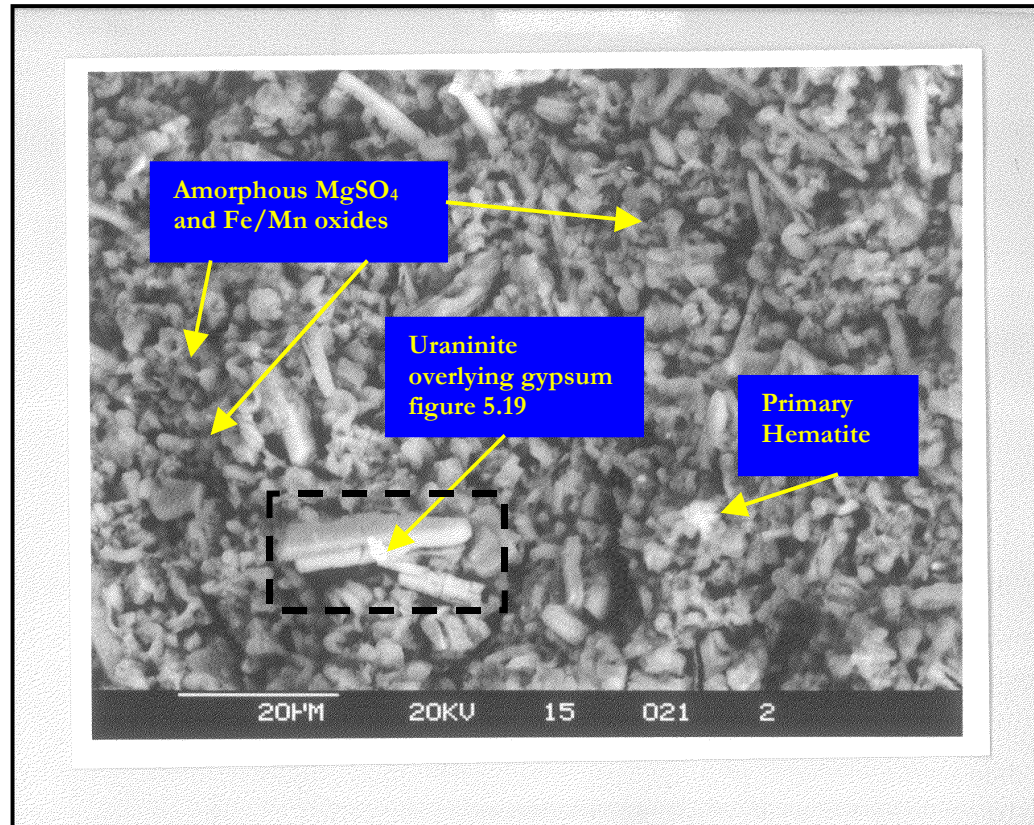 Amorphous MgSO₄
and Fe/Mn oxides
Uraninite
overlying gypsum
figure 5.19
Primary
Hematite
20µM 20KV 15 021 2